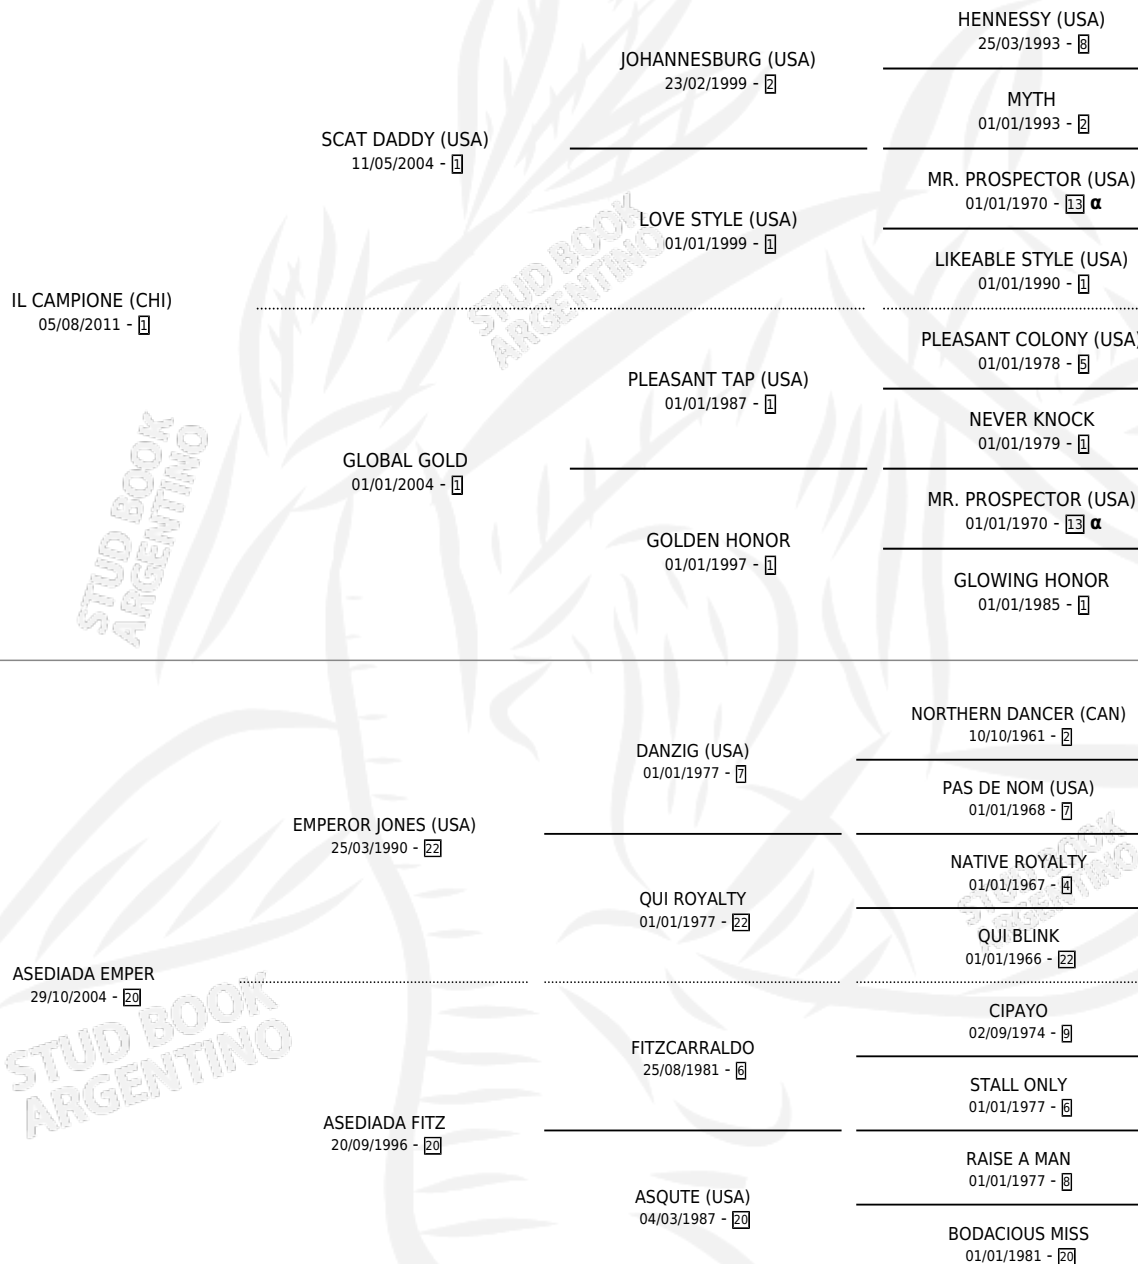 HENNESSY (USA)
25/03/1993 - 8
JOHANNESBURG (USA)
23/02/1999 - 2
MYTH
01/01/1993 - 2
SCAT DADDY (USA)
11/05/2004 - 1
MR. PROSPECTOR (USA)
01/01/1970 - 13 α
LOVE STYLE (USA)
01/01/1999 - 1
LIKEABLE STYLE (USA)
01/01/1990 - 1
IL CAMPIONE (CHI)
05/08/2011 - 1
PLEASANT COLONY (USA)
01/01/1978 - 5
PLEASANT TAP (USA)
01/01/1987 - 1
NEVER KNOCK
01/01/1979 - 1
GLOBAL GOLD
01/01/2004 - 1
MR. PROSPECTOR (USA)
01/01/1970 - 13 α
GOLDEN HONOR
01/01/1997 - 1
GLOWING HONOR
01/01/1985 - 1
NORTHERN DANCER (CAN)
10/10/1961 - 2
DANZIG (USA)
01/01/1977 - 7
PAS DE NOM (USA)
01/01/1968 - 7
EMPEROR JONES (USA)
25/03/1990 - 22
NATIVE ROYALTY
01/01/1967 - 4
QUI ROYALTY
01/01/1977 - 22
QUI BLINK
01/01/1966 - 22
ASEDIADA EMPER
29/10/2004 - 20
CIPAYO
02/09/1974 - 9
FITZCARRALDO
25/08/1981 - 6
STALL ONLY
01/01/1977 - 6
ASEDIADA FITZ
20/09/1996 - 20
RAISE A MAN
01/01/1977 - 8
ASQUTE (USA)
04/03/1987 - 20
BODACIOUS MISS
01/01/1981 - 20
STUD BOOK
ARGENTINO
STUD BOOK
ARGENTINO
STUD BOOK
ARGENTINO
STUD BOOK
ARGENTINO